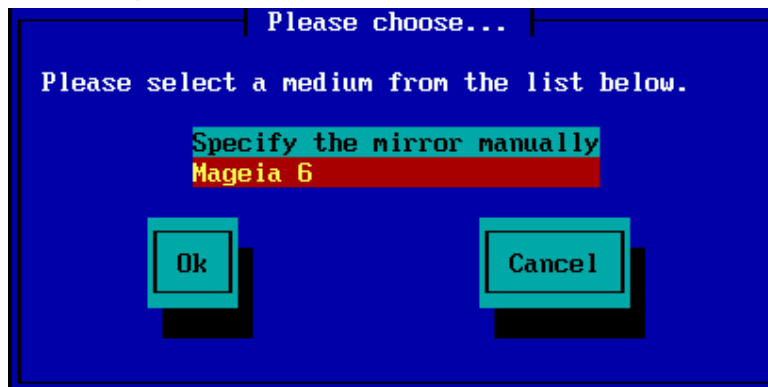 Please choose...
Please select a medium from the list below.
Specify the mirror manually
Mageia 6
Ok
Cancel